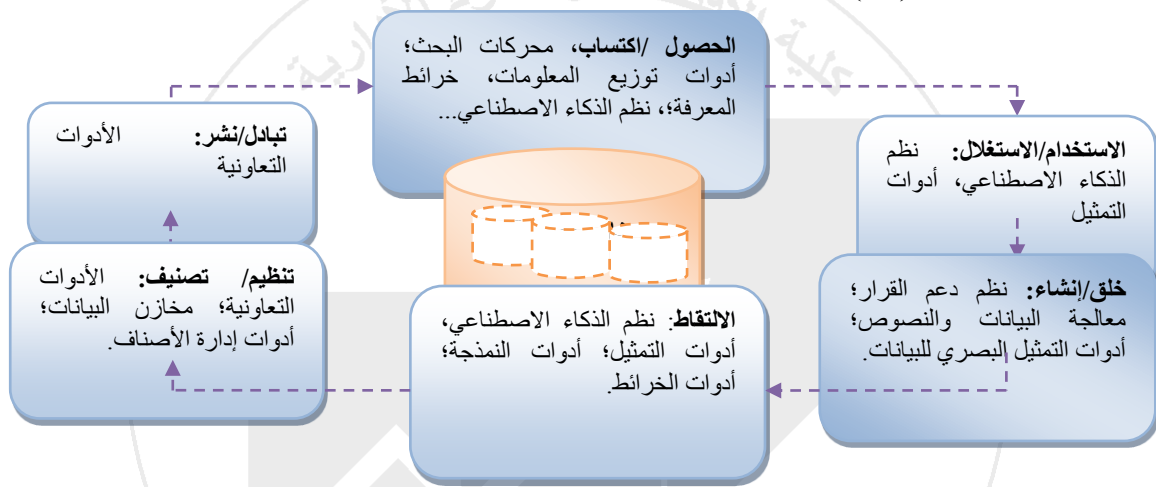 الحصول /اكتساب، محركات البحث؛
أدوات توزيع المعلومات، خرائط
المعرفة؛، نظم الذكاء الاصطناعي...
تبادل/نشر: الأدوات
التعاونية
الاستخدام/الاستغلال: نظم
الذكاء الاصطناعي، أدوات
التمثيل
تنظيم/ تصنيف: الأدوات
التعاونية؛ مخازن البيانات؛
أدوات إدارة الأصناف.
الالتقاط: نظم الذكاء الاصطناعي،
أدوات التمثيل؛ أدوات النمذجة؛
أدوات الخرائط.
خلق/إنشاء: نظم دعم القرار؛
معالجة البيانات والنصوص؛
أدوات التمثيل البصري للبيانات.
كلية